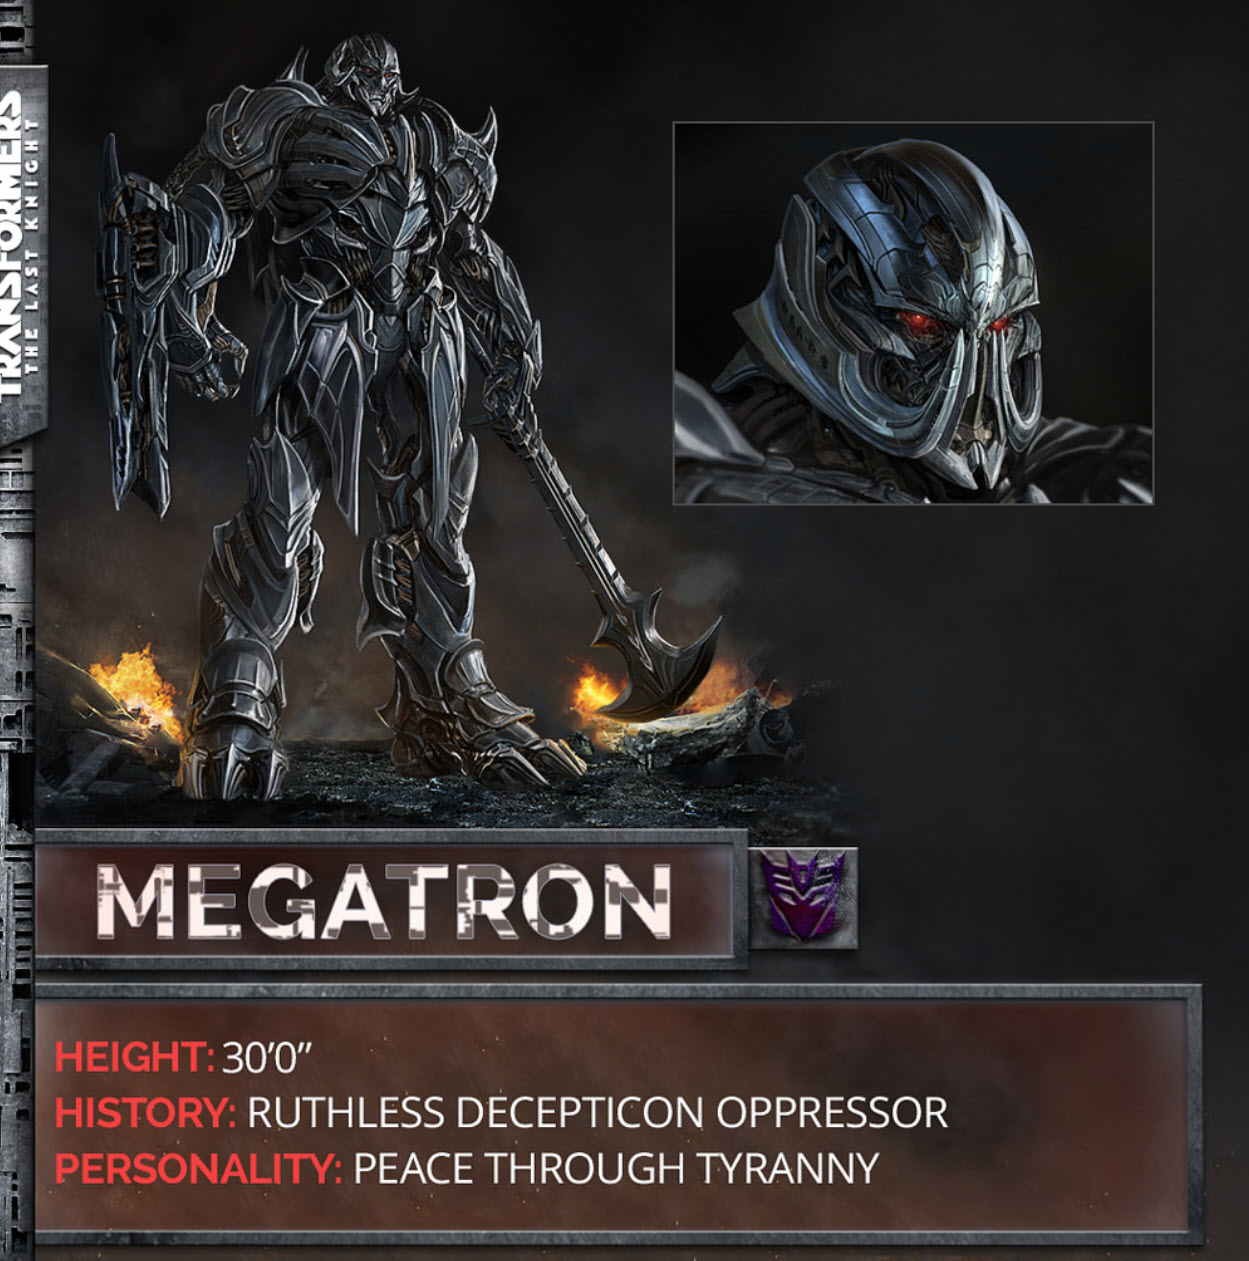 TRANSFORMERS
THE LAST KNIGHT
MEGATRON
HEIGHT: 30’0”
HISTORY: RUTHLESS DECEPTICON OPPRESSOR
PERSONALITY: PEACE THROUGH TYRANNY